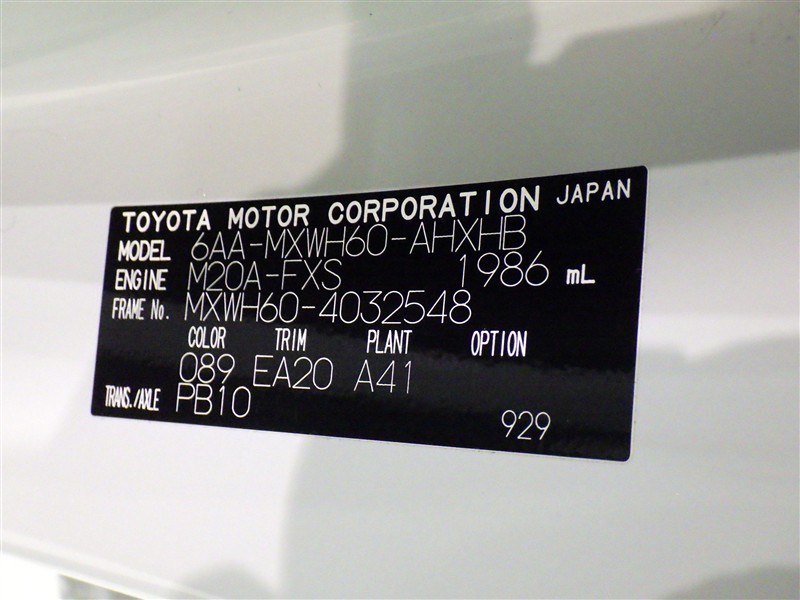 TOYOTA MOTOR CORPORATION JAPAN
MODEL 6AA-MXWH60-AHXHB
ENGINE M20A-FXS 1986 mL
FRAME No. MXWH60-4032548
COLOR TRIM PLANT OPTION
089 EA20 A41
TRANS./AXLE PB10
929